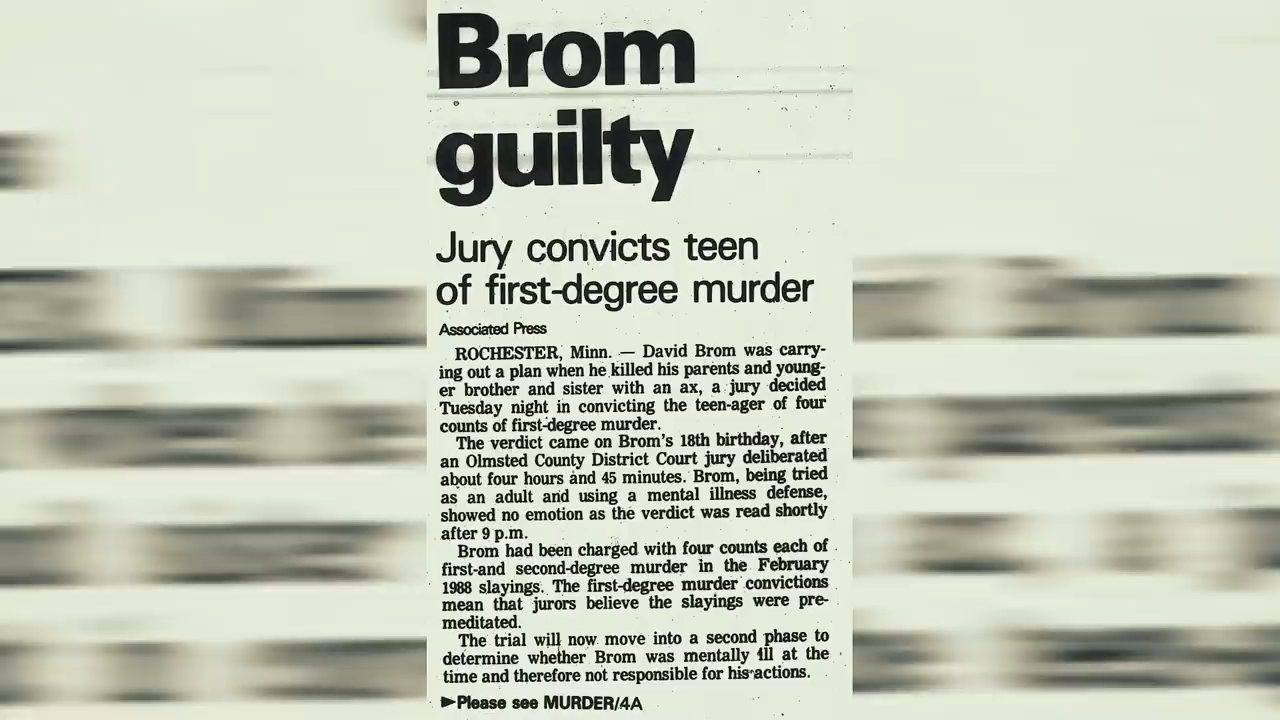 Brom
guilty
Jury convicts teen
of first-degree murder
Associated Press
ROCHESTER, Minn. — David Brom was carry-
ing out a plan when he killed his parents and young-
er brother and sister with an ax, a jury decided
Tuesday night in convicting the teen-ager of four
counts of first-degree murder.
The verdict came on Brom's 18th birthday, after
an Olmsted County District Court jury deliberated
about four hours and 45 minutes. Brom, being tried
as an adult and using a mental illness defense,
showed no emotion as the verdict was read shortly
after 9 p.m.
Brom had been charged with four counts each of
first-and second-degree murder in the February
1988 slayings. The first-degree murder convictions
mean that jurors believe the slayings were pre-
meditated.
The trial will now move into a second phase to
determine whether Brom was mentally ill at the
time and therefore not responsible for his actions.
►Please see MURDER/4A